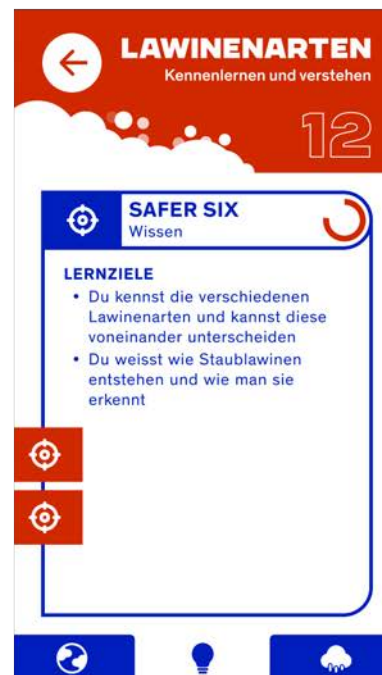 LAWINENARTEN
Kennenlernen und verstehen
12
SAFER SIX
Wissen
LERNZIELE
• Du kennst die verschiedenen
Lawinenarten und kannst diese
voneinander unterscheiden
• Du weisst wie Staublawinen
entstehen und wie man sie
erkennt